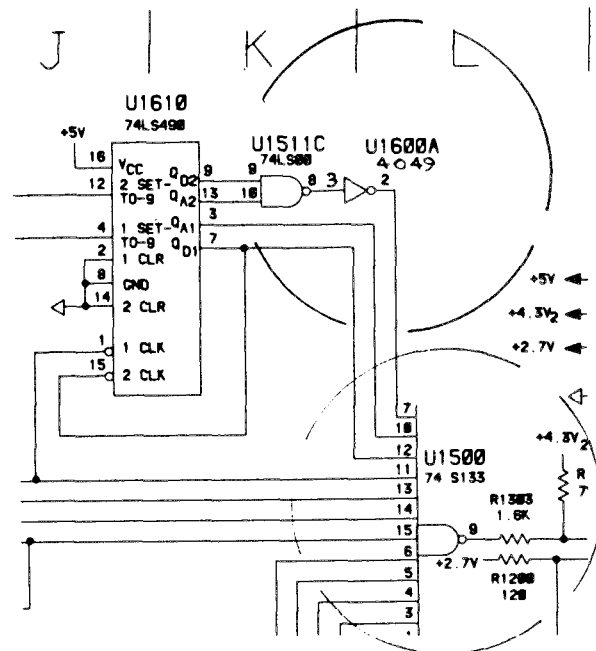 J K L
U1610
74LS490
+5V
16 VCC
12 2 SET-TO-9
4 1 SET-TO-9
2 1 CLR
8 GND
14 2 CLR
1 1 CLK
15 2 CLK
QD2 9
QA2 13
QA1 3
QD1 7
U1511C
74LS00
9
10
8
U1600A
4049
3
2
+5V
+4.3V2
+2.7V
7
10
12
11
13
14
15
6
5
4
3
1
U1500
74 S133
9
+4.3V2
R
7
R1303
1.6K
+2.7V
R1200
120